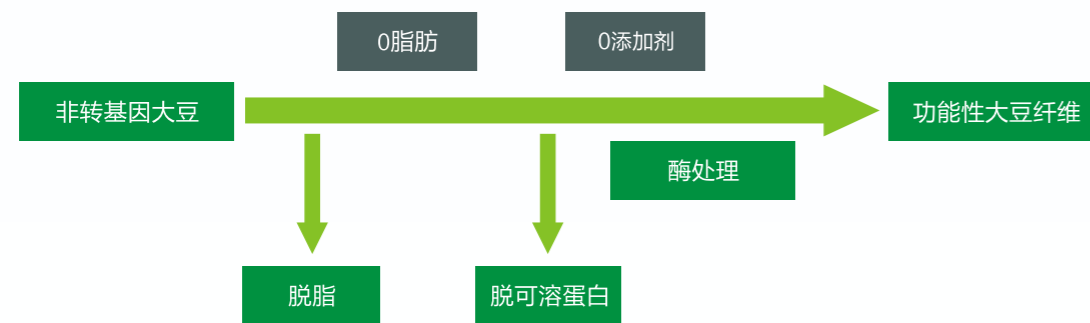 0脂肪
0添加剂
非转基因大豆
功能性大豆纤维
酶处理
脱脂
脱可溶蛋白